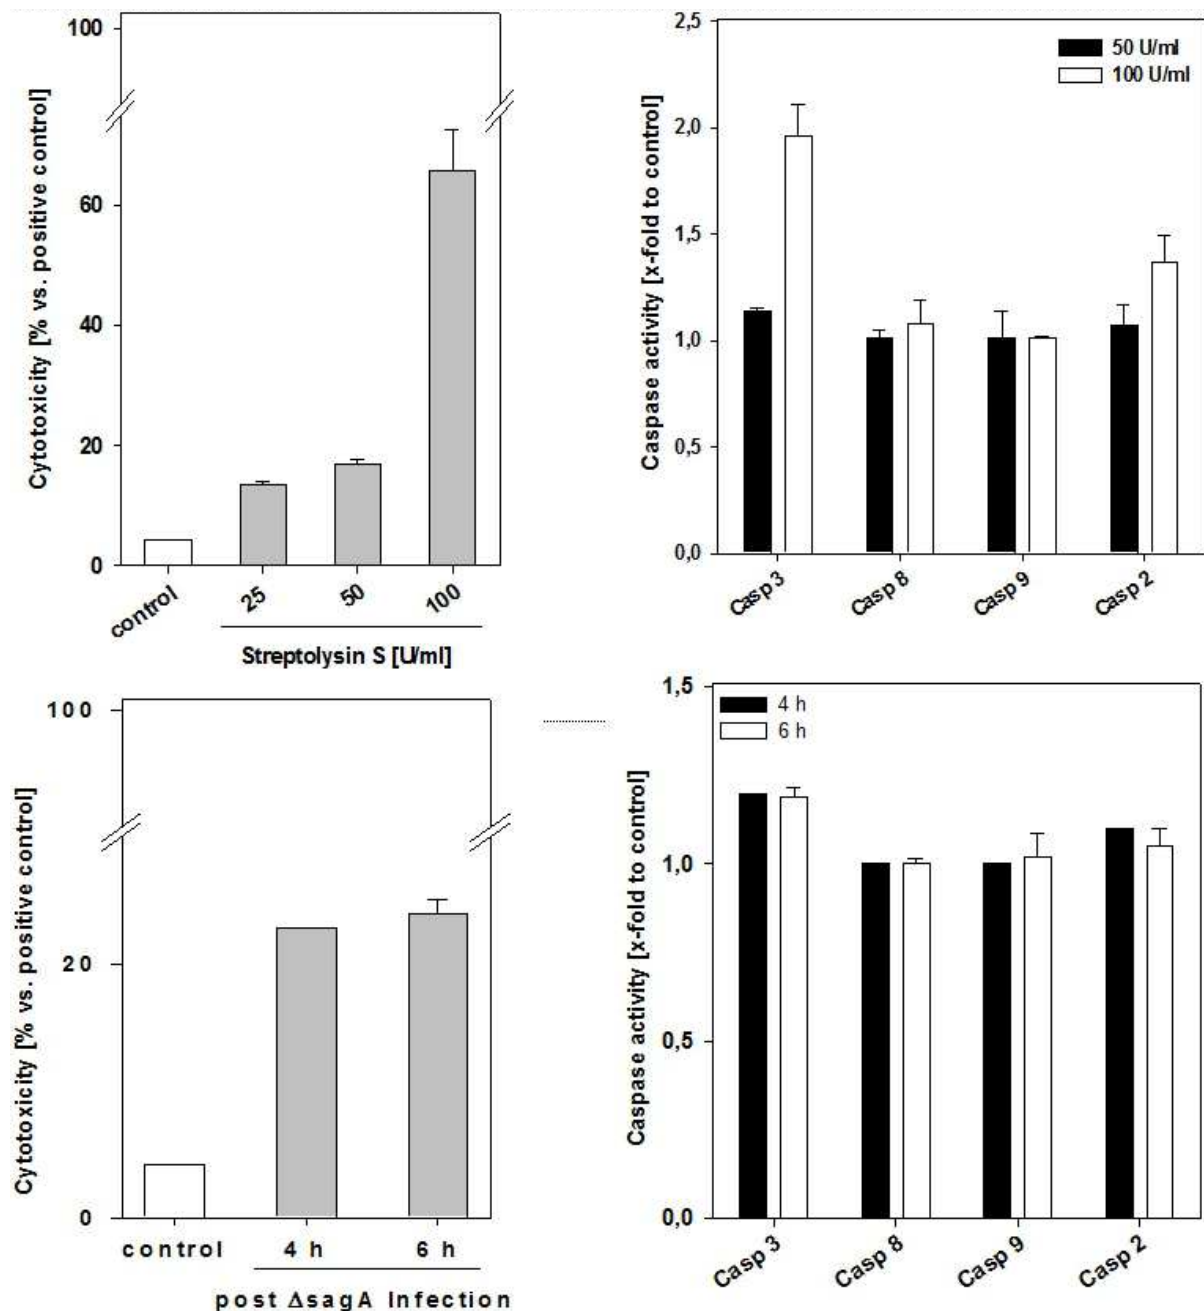 Cytotoxicity [% vs. positive control]
100
60
40
20
0
control
25
50
100
Streptolysin S [U/ml]
Caspase activity [x-fold to control]
2,5
2,0
1,5
1,0
0,5
0,0
50 U/ml
100 U/ml
Casp 3
Casp 8
Casp 9
Casp 2
Cytotoxicity [% vs. positive control]
100
20
0
control
4 h
6 h
post ΔsagA Infection
Caspase activity [x-fold to control]
1,5
1,0
0,5
0,0
4 h
6 h
Casp 3
Casp 8
Casp 9
Casp 2